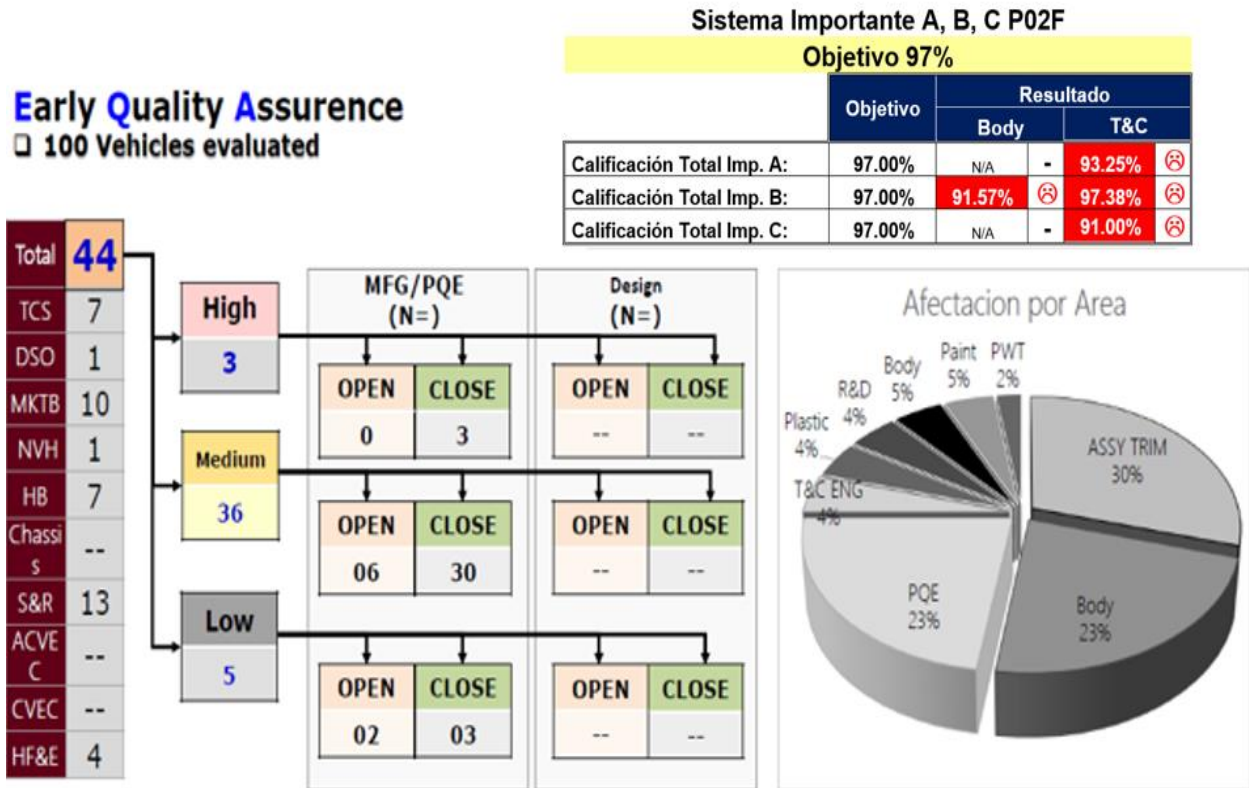 Sistema Importante A, B, C P02F
Objetivo 97%
Objetivo Resultado
Body T&C
Calificación Total Imp. A: 97.00% N/A - 93.25%
Calificación Total Imp. B: 97.00% 91.57% 97.38%
Calificación Total Imp. C: 97.00% N/A - 91.00%
Early Quality Assurence
100 Vehicles evaluated
Total 44
TCS 7
DSO 1
MKTB 10
NVH 1
HB 7
Chassi
s --
S&R 13
ACVE
C --
CVEC --
HF&E 4
High
3
Medium
36
Low
5
MFG/PQE
(N=)
OPEN CLOSE
0 3
OPEN CLOSE
06 30
OPEN CLOSE
02 03
Design
(N=)
OPEN CLOSE
-- --
OPEN CLOSE
-- --
OPEN CLOSE
-- --
Afectacion por Area
Paint
5%
PWT
2%
Body
5%
R&D
4%
Plastic
4%
T&C ENG
4%
ASSY TRIM
30%
PQE
23%
Body
23%